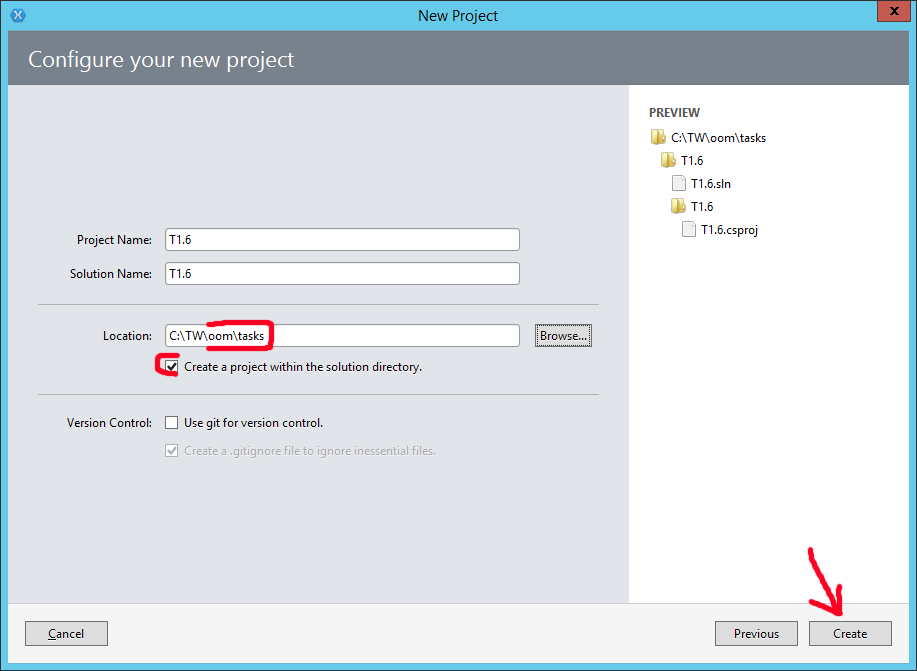 New Project
Configure your new project
PREVIEW
C:\TW\oom\tasks
T1.6
T1.6.sln
T1.6
T1.6.csproj
Project Name: T1.6
Solution Name: T1.6
Location: C:\TW\oom\tasks Browse...
Create a project within the solution directory.
Version Control: Use git for version control.
Create a .gitignore file to ignore inessential files.
Cancel Previous Create